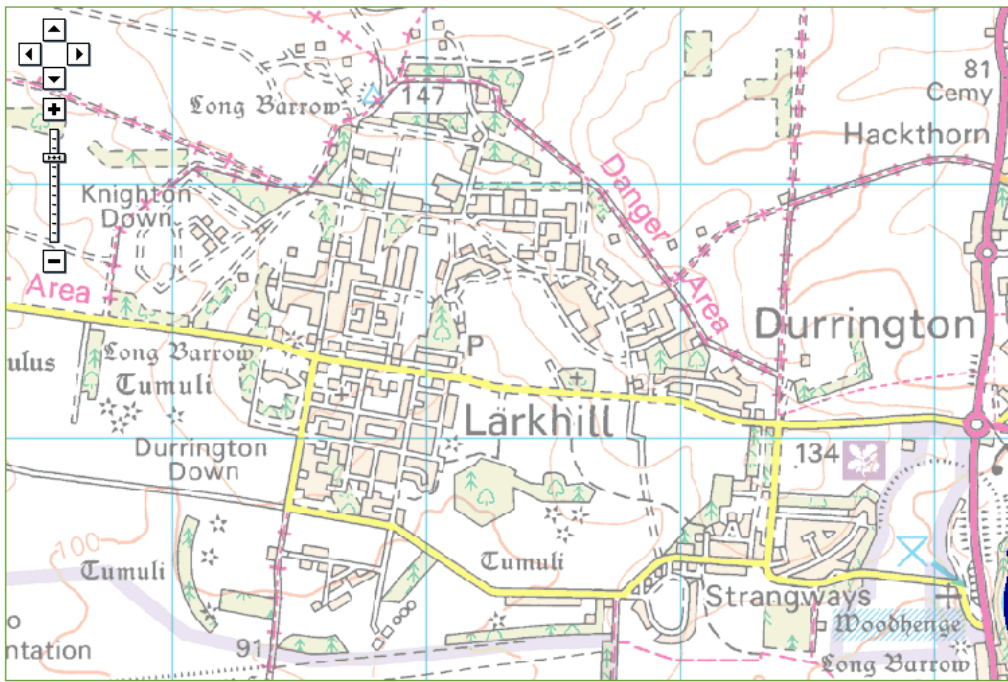 81
Cemy
Long Barrow
147
Hackthorn
Knighton
Down
Danger
Area
Area
Durrington
ulus
Long Barrow
Tumuli
P
Larkhill
Durrington
Down
134
100
Tumuli
Tumuli
Strangways
Woodhenge
o
ntation
91
Long Barrow